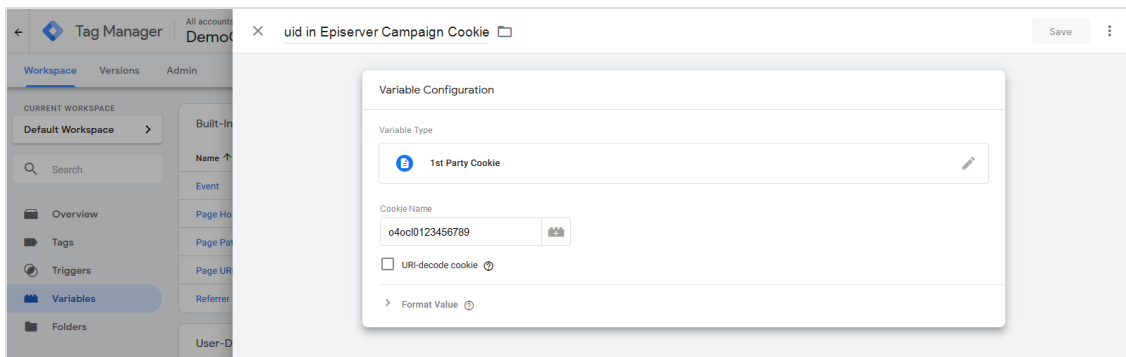 Tag Manager
All accounts
Demo
Workspace Versions Admin
CURRENT WORKSPACE
Default Workspace
Search
Overview
Tags
Triggers
Variables
Folders
Built-In
Name
Event
Page Ho
Page Pat
Page UR
Referrer
User-D
uid in Episerver Campaign Cookie
Save
Variable Configuration
Variable Type
1st Party Cookie
Cookie Name
o4ocl0123456789
URI-decode cookie
Format Value